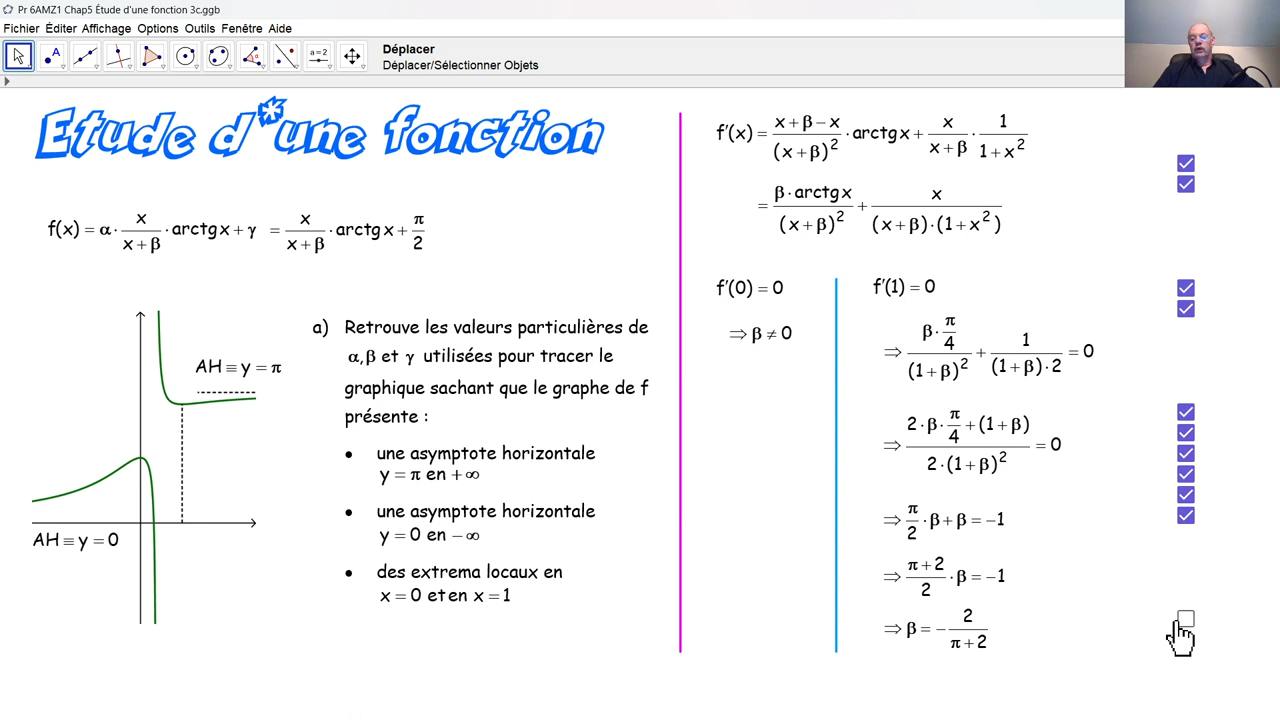 Pr 6AMZ1 Chap5 Étude d'une fonction 3c.ggb
Fichier Éditer Affichage Options Outils Fenêtre Aide
A
α
a=2
Déplacer
Déplacer/Sélectionner Objets
Etude d'une fonction
f(x) = α · x/(x+β) · arctg x + γ = x/(x+β) · arctg x + π/2
AH ≡ y = π
AH ≡ y = 0
a) Retrouve les valeurs particulières de
α, β et γ utilisées pour tracer le
graphique sachant que le graphe de f
présente :
• une asymptote horizontale
y = π en +∞
• une asymptote horizontale
y = 0 en −∞
• des extrema locaux en
x = 0 et en x = 1
f'(x) = (x+β−x)/(x+β)² · arctg x + x/(x+β) · 1/(1+x²)
= (β · arctg x)/(x+β)² + x/((x+β)·(1+x²))
f'(0) = 0
⇒ β ≠ 0
f'(1) = 0
⇒ (β · π/4)/(1+β)² + 1/((1+β)·2) = 0
⇒ (2·β·π/4 + (1+β))/(2·(1+β)²) = 0
⇒ π/2 · β + β = −1
⇒ (π+2)/2 · β = −1
⇒ β = − 2/(π+2)